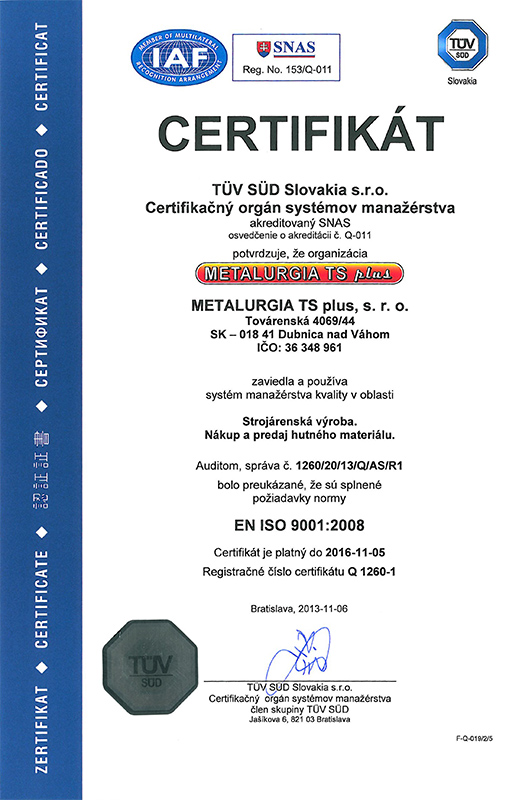 MEMBER OF MULTILATERAL
IAF
RECOGNITION ARRANGEMENT
SNAS
Reg. No. 153/Q-011
TÜV
SÜD
Slovakia
CERTIFIKÁT
TÜV SÜD Slovakia s.r.o.
Certifikačný orgán systémov manažérstva
akreditovaný SNAS
osvedčenie o akreditácii č. Q-011
potvrdzuje, že organizácia
METALURGIA TS plus
METALURGIA TS plus, s. r. o.
Továrenská 4069/44
SK – 018 41 Dubnica nad Váhom
IČO: 36 348 961
zaviedla a používa
systém manažérstva kvality v oblasti
Strojárenská výroba.
Nákup a predaj hutného materiálu.
Auditom, správa č. 1260/20/13/Q/AS/R1
bolo preukázané, že sú splnené
požiadavky normy
EN ISO 9001:2008
Certifikát je platný do 2016-11-05
Registračné číslo certifikátu Q 1260-1
Bratislava, 2013-11-06
TÜV
SÜD
TÜV SÜD Slovakia s.r.o.
Certifikačný orgán systémov manažérstva
člen skupiny TÜV SÜD
Jašíkova 6, 821 03 Bratislava
F-Q-019/2/5
ZERTIFIKAT ◆ CERTIFICATE ◆ 認証証書 ◆ СЕРТИФИКАТ ◆ CERTIFICADO ◆ CERTIFICAT